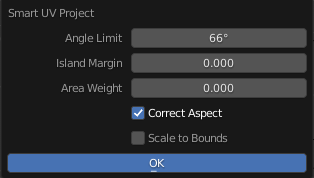 Smart UV Project
Angle Limit 66°
Island Margin 0.000
Area Weight 0.000
Correct Aspect
Scale to Bounds
OK